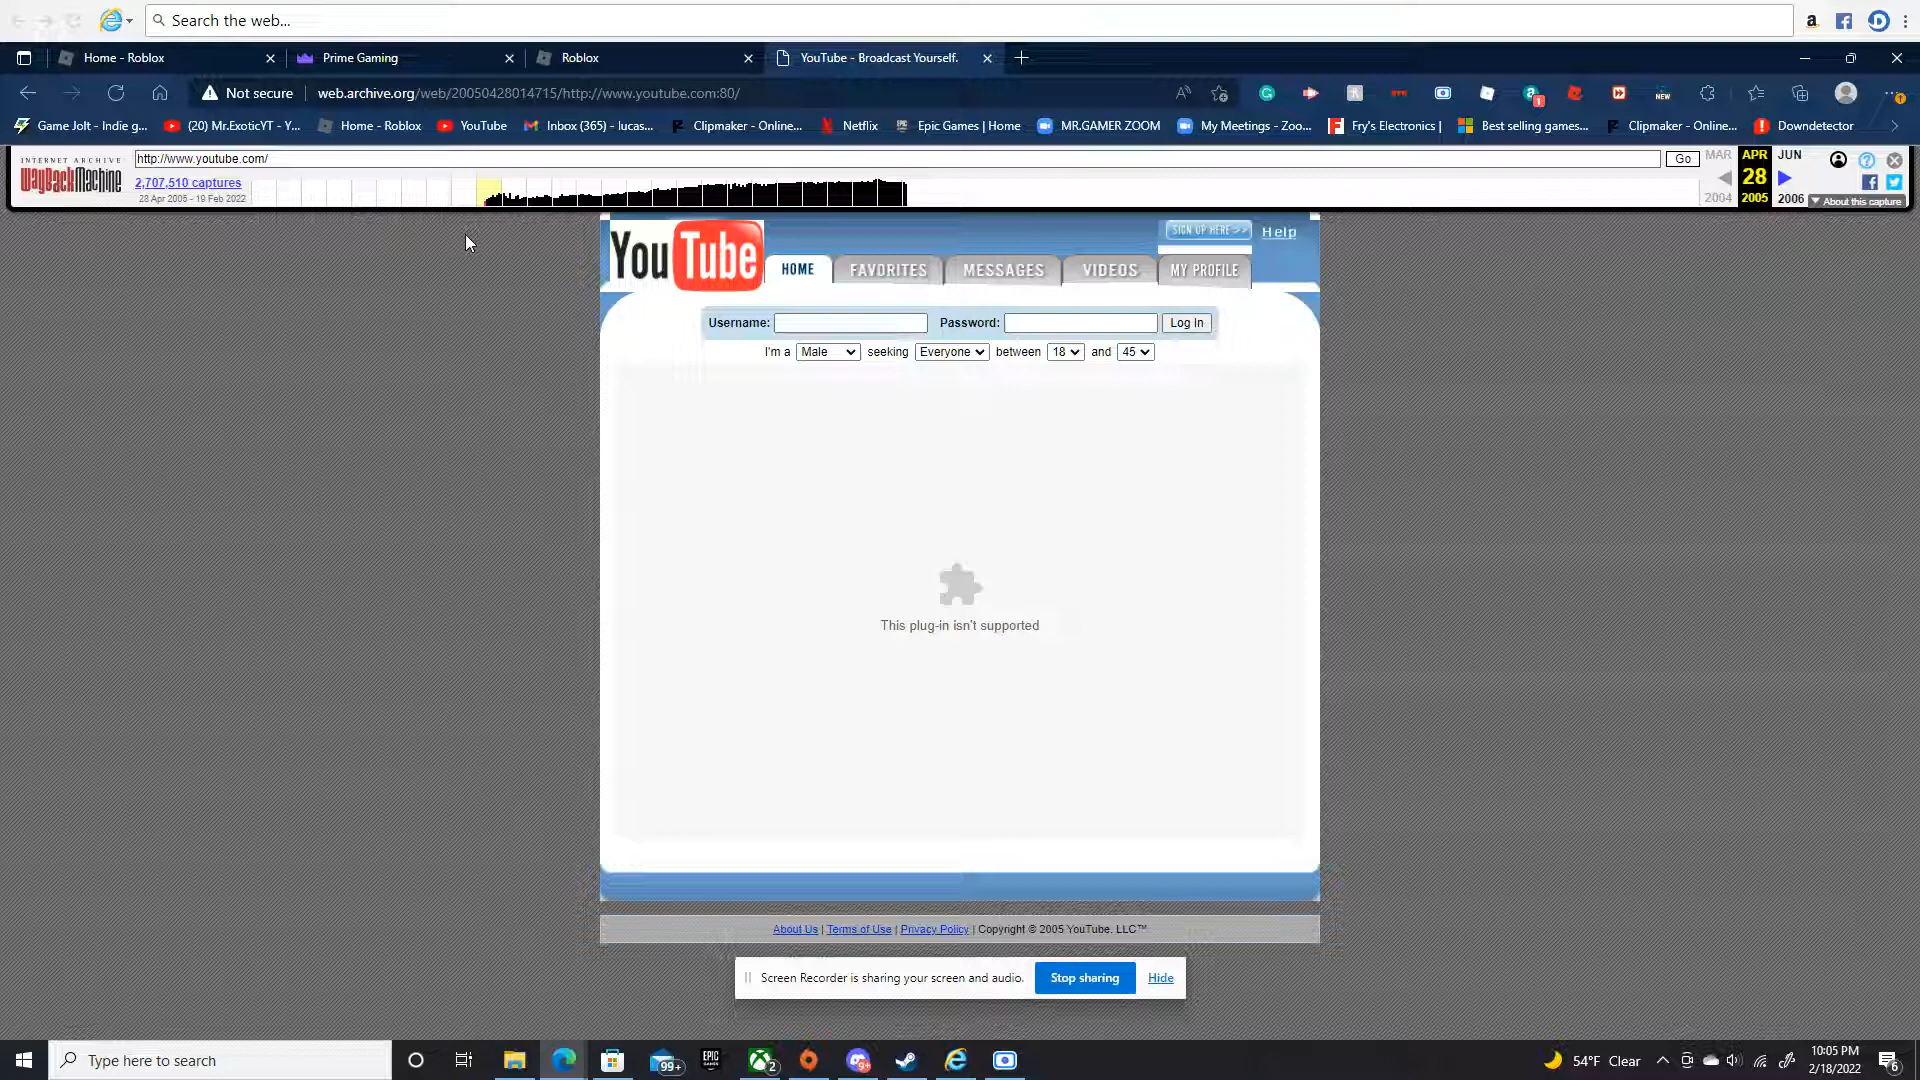 Search the web...
Home - Roblox
Prime Gaming
Roblox
YouTube - Broadcast Yourself.
Not secure
web.archive.org/web/20050428014715/http://www.youtube.com:80/
Game Jolt - Indie g...
(20) Mr.ExoticYT - Y...
Home - Roblox
YouTube
Inbox (365) - lucas...
Clipmaker - Online...
Netflix
Epic Games | Home
MR.GAMER ZOOM
My Meetings - Zoo...
Fry's Electronics |
Best selling games...
Clipmaker - Online...
Downdetector
INTERNET ARCHIVE
WayBackMachine
http://www.youtube.com/
Go
2,707,510 captures
28 Apr 2005 - 19 Feb 2022
MAR APR JUN
28
2004 2005 2006
About this capture
YouTube
SIGN UP HERE >>
Help
HOME
FAVORITES
MESSAGES
VIDEOS
MY PROFILE
Username:
Password:
Log In
I'm a Male seeking Everyone between 18 and 45
This plug-in isn't supported
About Us | Terms of Use | Privacy Policy | Copyright © 2005 YouTube, LLC™
Screen Recorder is sharing your screen and audio.
Stop sharing
Hide
Type here to search
99+
EPIC
2
9+
54°F Clear
10:05 PM
2/18/2022
6